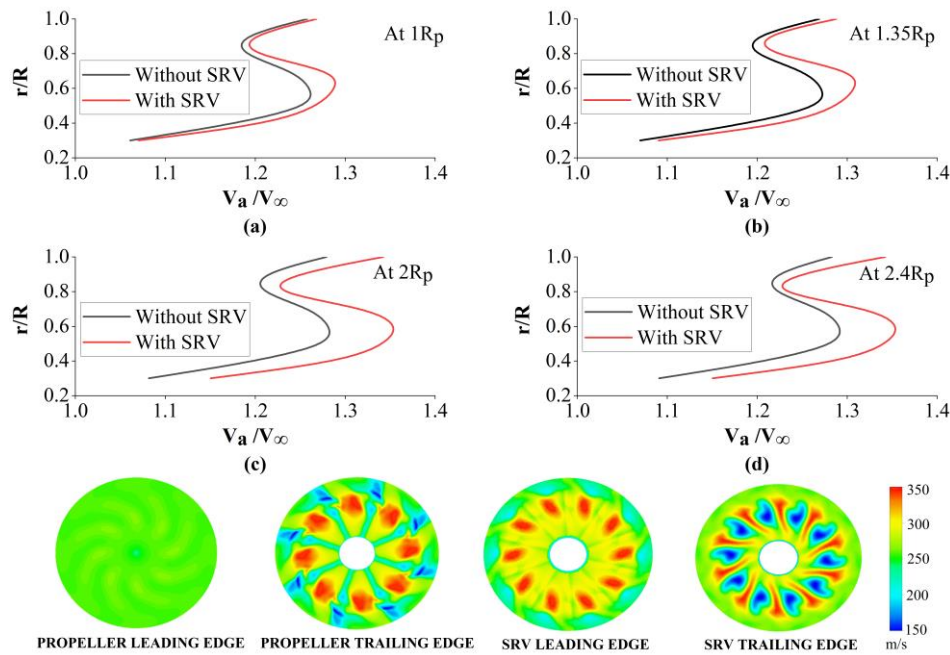 1.0
0.8
0.6
0.4
0.2
r/R
At 1Rp
Without SRV
With SRV
1.0 1.1 1.2 1.3 1.4
Va /V∞
(a)
1.0
0.8
0.6
0.4
0.2
r/R
At 1.35Rp
Without SRV
With SRV
1.0 1.1 1.2 1.3 1.4
Va /V∞
(b)
1.0
0.8
0.6
0.4
0.2
r/R
At 2Rp
Without SRV
With SRV
1.0 1.1 1.2 1.3 1.4
Va /V∞
(c)
1.0
0.8
0.6
0.4
0.2
r/R
At 2.4Rp
Without SRV
With SRV
1.0 1.1 1.2 1.3 1.4
Va /V∞
(d)
350
300
250
200
150
m/s
PROPELLER LEADING EDGE
PROPELLER TRAILING EDGE
SRV LEADING EDGE
SRV TRAILING EDGE